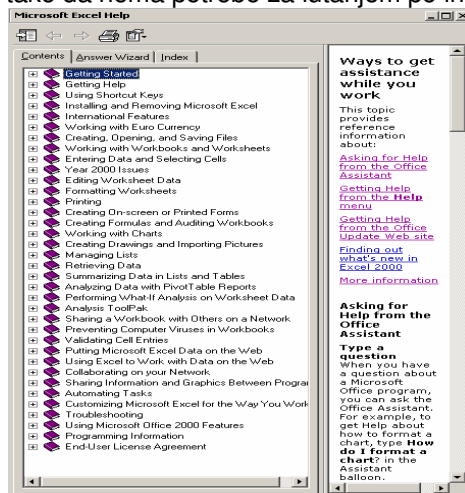 tako da nema potrebe za lutanjem po
Microsoft Excel Help
Contents
Answer Wizard
Index
Getting Started
Getting Help
Using Shortcut Keys
Installing and Removing Microsoft Excel
International Features
Working with Euro Currency
Creating, Opening, and Saving Files
Working with Workbooks and Worksheets
Entering Data and Selecting Cells
Year 2000 Issues
Editing Worksheet Data
Formatting Worksheets
Printing
Creating On-screen or Printed Forms
Creating Formulas and Auditing Workbooks
Working with Charts
Creating Drawings and Importing Pictures
Managing Lists
Retrieving Data
Summarizing Data in Lists and Tables
Analyzing Data with PivotTable Reports
Performing What-If Analysis on Worksheet Data
Analysis ToolPak
Sharing a Workbook with Others on a Network
Preventing Computer Viruses in Workbooks
Validating Cell Entries
Putting Microsoft Excel Data on the Web
Using Excel to Work with Data on the Web
Collaborating on your Network
Sharing Information and Graphics Between Progra
Automating Tasks
Customizing Microsoft Excel for the Way You Work
Troubleshooting
Using Microsoft Office 2000 Features
Programming Information
End-User License Agreement
Ways to get
assistance
while you
work
This topic
provides
reference
information
about:
Asking for Help
from the Office
Assistant
Getting Help
from the Help
menu
Getting Help
from the Office
Update Web site
Finding out
what's new in
Excel 2000
More information
Asking for
Help from the
Office
Assistant
Type a
question
When you have
a question about
a Microsoft
Office program,
you can ask the
Office Assistant.
For example, to
get Help about
how to format a
chart, type How
do I format a
chart? in the
Assistant
balloon.